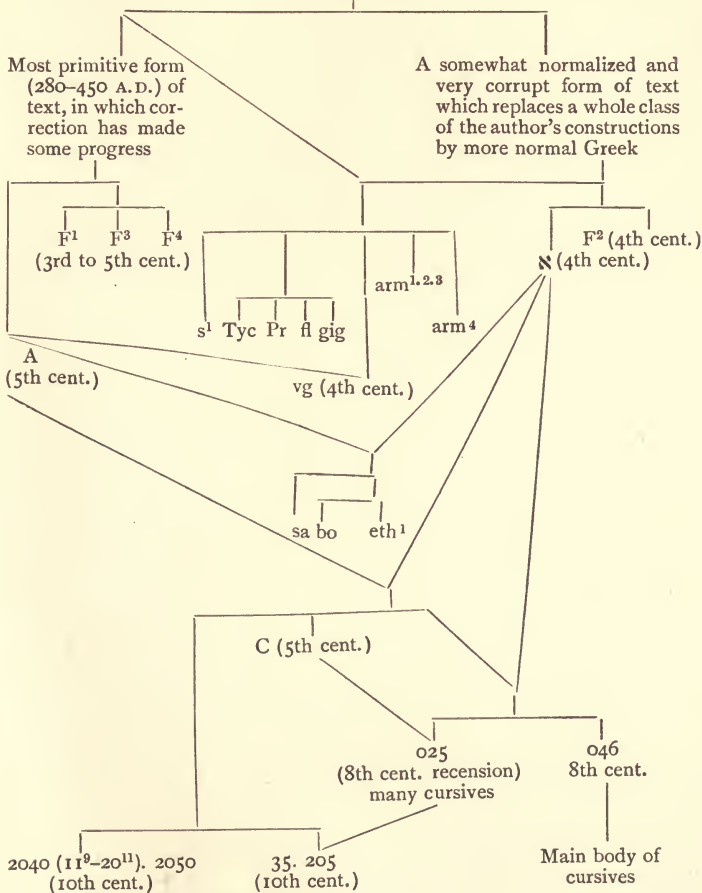 Most primitive form
(280–450 A.D.) of
text, in which cor-
rection has made
some progress
A somewhat normalized and
very corrupt form of text
which replaces a whole class
of the author's constructions
by more normal Greek
F¹ F³ F⁴
(3rd to 5th cent.)
F² (4th cent.)
א (4th cent.)
arm¹·²·³
s¹ Tyc Pr fl gig
arm⁴
A
(5th cent.)
vg (4th cent.)
sa bo eth¹
C (5th cent.)
025
(8th cent. recension)
many cursives
046
8th cent.
2040 (11⁹–20¹¹). 2050
(10th cent.)
35. 205
(10th cent.)
Main body of
cursives